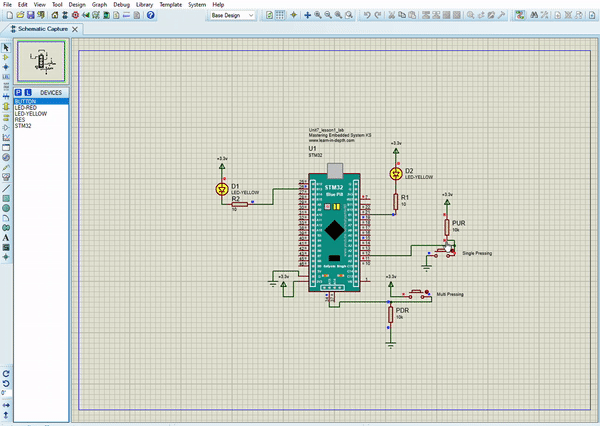 File Edit View Tool Design Graph Debug Library Template System Help
Base Design
Schematic Capture
P L DEVICES
BUTTON
LED-RED
LED-YELLOW
RES
STM32
0°
Unit7_lesson1_lab
Mastering Embedded System KS
www.learn-in-depth.com
U1
STM32
+3.3v
D1
LED-YELLOW
R2
10
STM32
Blue Pill
+3.3v
D2
LED-YELLOW
R1
10
+3.3v
PUR
10k
Single Pressing
+3.3v
+3.3v
Multi Pressing
PDR
10k